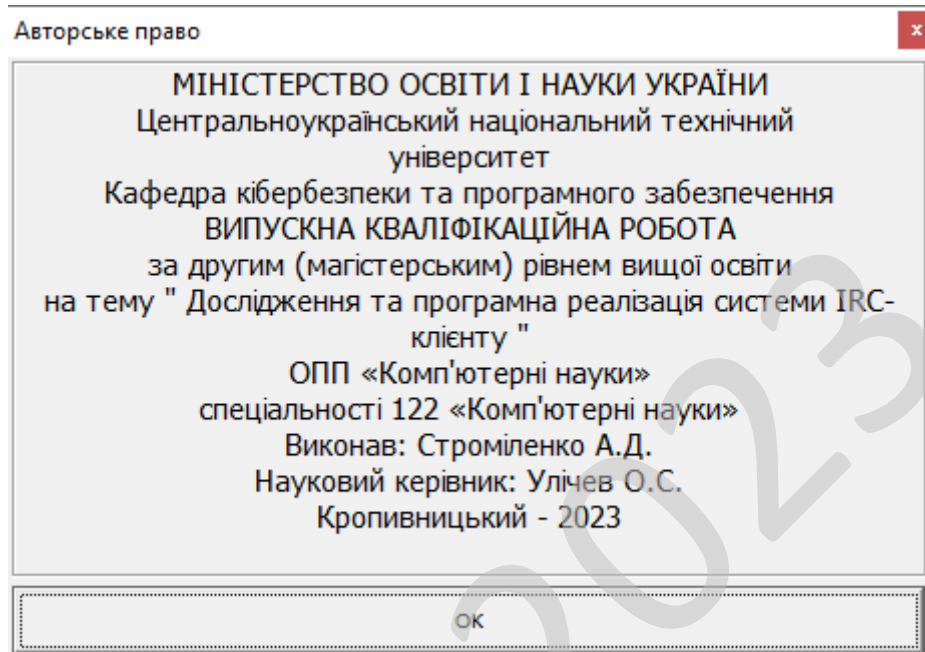 Авторське право
x
МІНІСТЕРСТВО ОСВІТИ І НАУКИ УКРАЇНИ
Центральноукраїнський національний технічний
університет
Кафедра кібербезпеки та програмного забезпечення
ВИПУСКНА КВАЛІФІКАЦІЙНА РОБОТА
за другим (магістерським) рівнем вищої освіти
на тему " Дослідження та програмна реалізація системи IRC-
клієнту "
ОПП «Комп'ютерні науки»
спеціальності 122 «Комп'ютерні науки»
Виконав: Строміленко А.Д.
Науковий керівник: Улічев О.С.
Кропивницький - 2023
ОК
2023